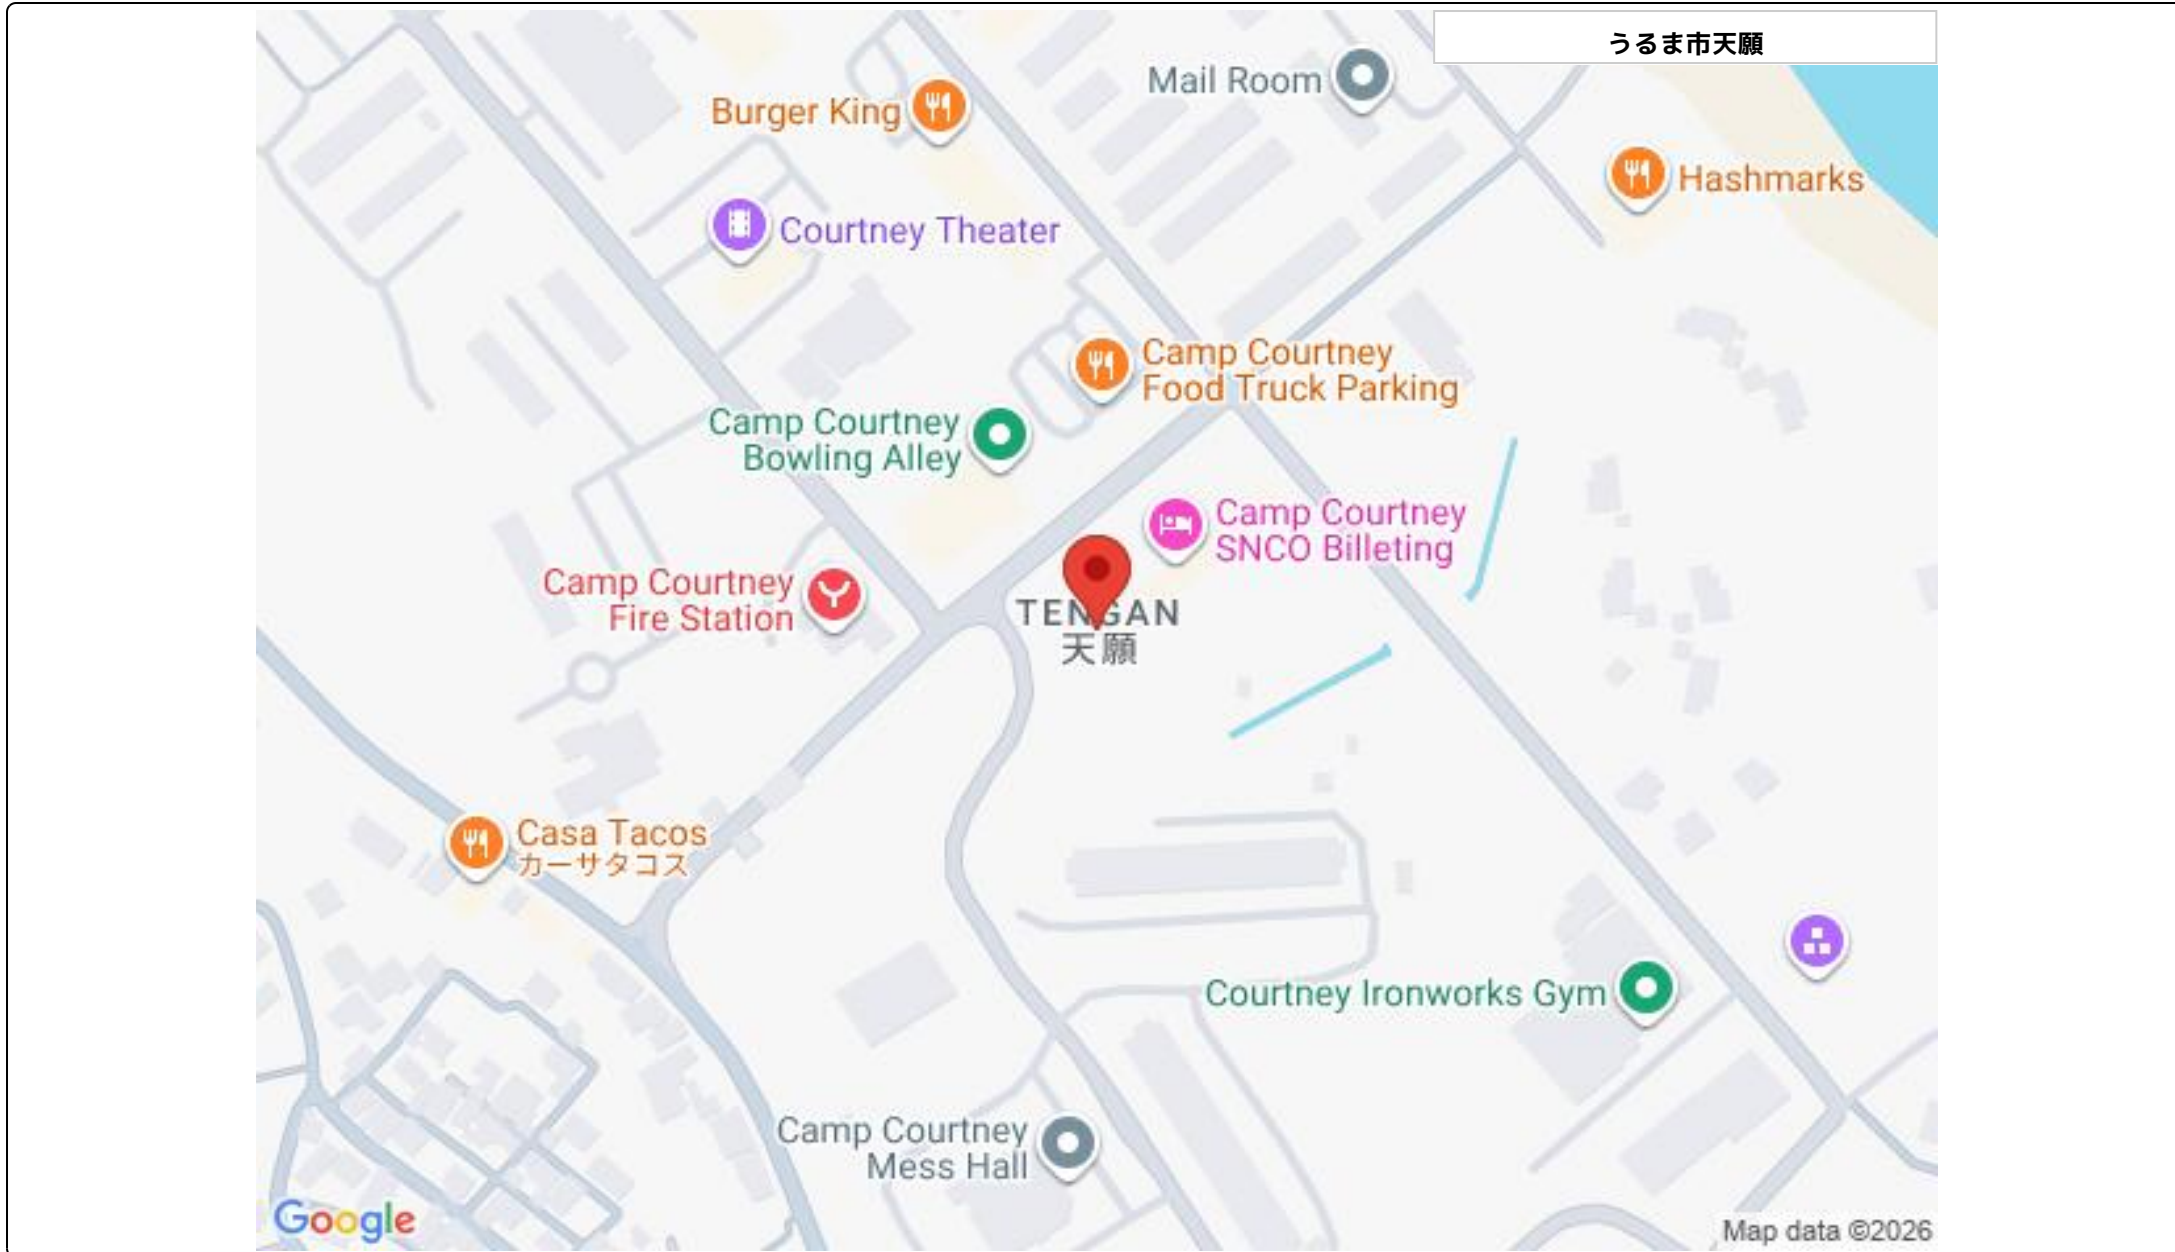 うるま市天願
Mail Room
Burger King
Hashmarks
Courtney Theater
Camp Courtney
Food Truck Parking
Camp Courtney
Bowling Alley
Camp Courtney
SNCO Billeting
Camp Courtney
Fire Station
TENGAN
天願
Casa Tacos
カーサタコス
Courtney Ironworks Gym
Camp Courtney
Mess Hall
Google
Map data ©2026